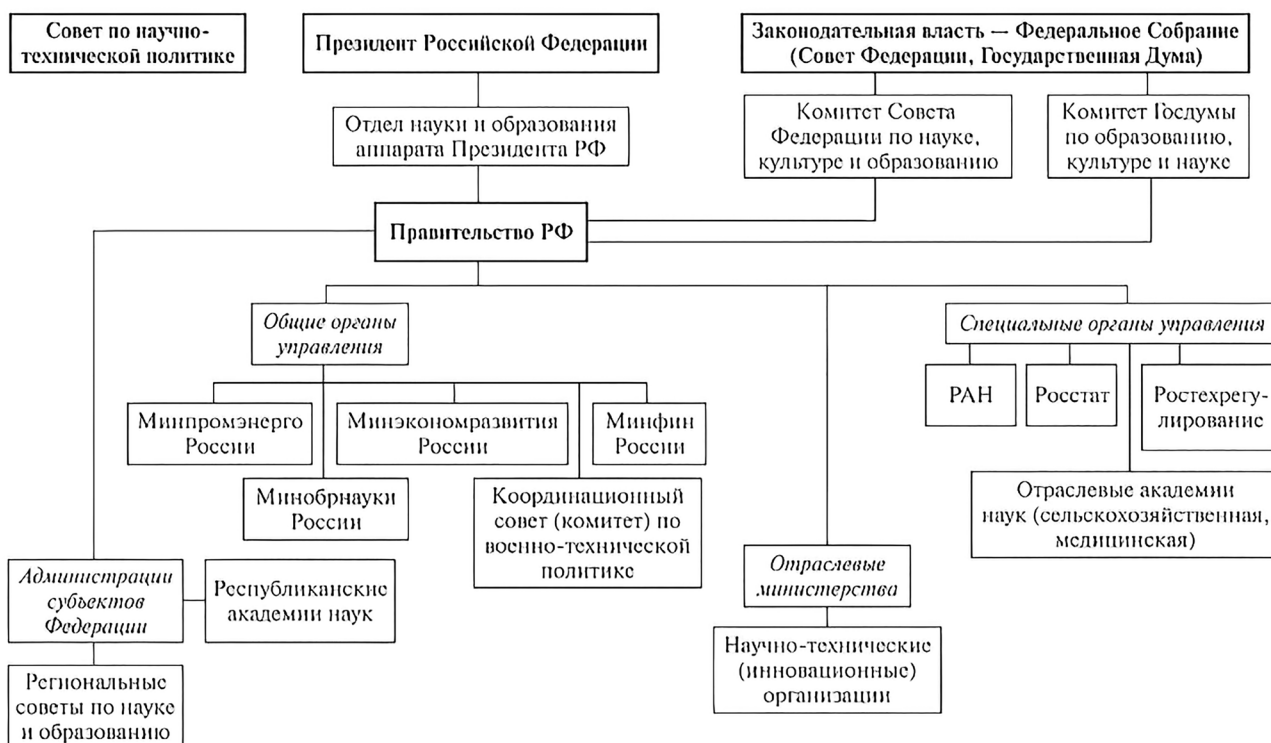 Совет по научно-
технической политике
Президент Российской Федерации
Законодательная власть — Федеральное Собрание
(Совет Федерации, Государственная Дума)
Отдел науки и образования
аппарата Президента РФ
Комитет Совета
Федерации по науке,
культуре и образованию
Комитет Госдумы
по образованию,
культуре и науке
Правительство РФ
Общие органы
управления
Специальные органы управления
Минпромэнерго
России
Минэкономразвития
России
Минфин
России
РАН
Росстат
Ростехрегу-
лирование
Минобрнауки
России
Координационный
совет (комитет) по
военно-технической
политике
Отраслевые академии
наук (сельскохозяйственная,
медицинская)
Администрации
субъектов
Федерации
Республиканские
академии наук
Отраслевые
министерства
Научно-технические
(инновационные)
организации
Региональные
советы по науке
и образованию